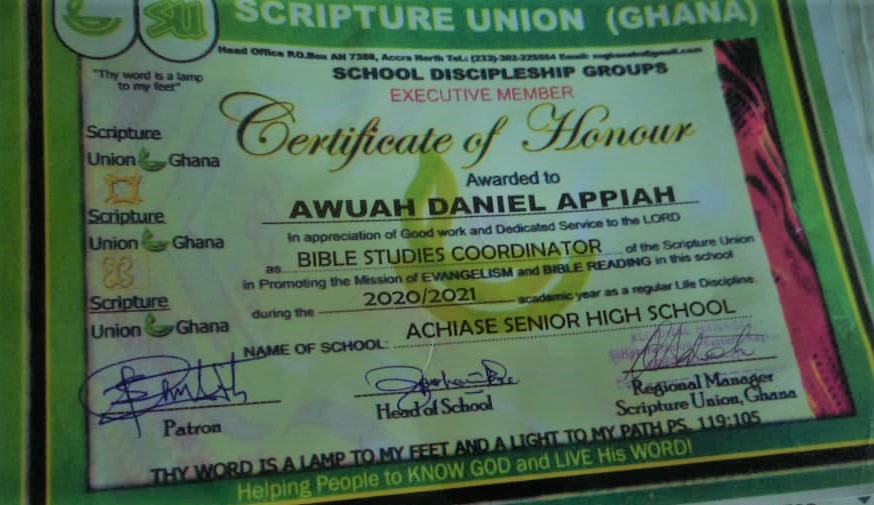 SCRIPTURE UNION (GHANA)
Head Office P.O.Box AN 7388, Accra North Tel.:
SCHOOL DISCIPLESHIP GROUPS
EXECUTIVE MEMBER
"Thy word is a lamp
to my feet"
Certificate of Honour
Awarded to
AWUAH DANIEL APPIAH
In appreciation of Good work and Dedicated Service to the LORD
as BIBLE STUDIES COORDINATOR of the Scripture Union
in Promoting the Mission of EVANGELISM and BIBLE READING in this school
during the 2020/2021 academic year as a regular Life Discipline.
NAME OF SCHOOL: ACHIASE SENIOR HIGH SCHOOL
Scripture
Union Ghana
Scripture
Union Ghana
Scripture
Union Ghana
Patron
Head of School
Regional Manager
Scripture Union, Ghana
THY WORD IS A LAMP TO MY FEET AND A LIGHT TO MY PATH PS. 119:105
Helping People to KNOW GOD and LIVE His WORD!